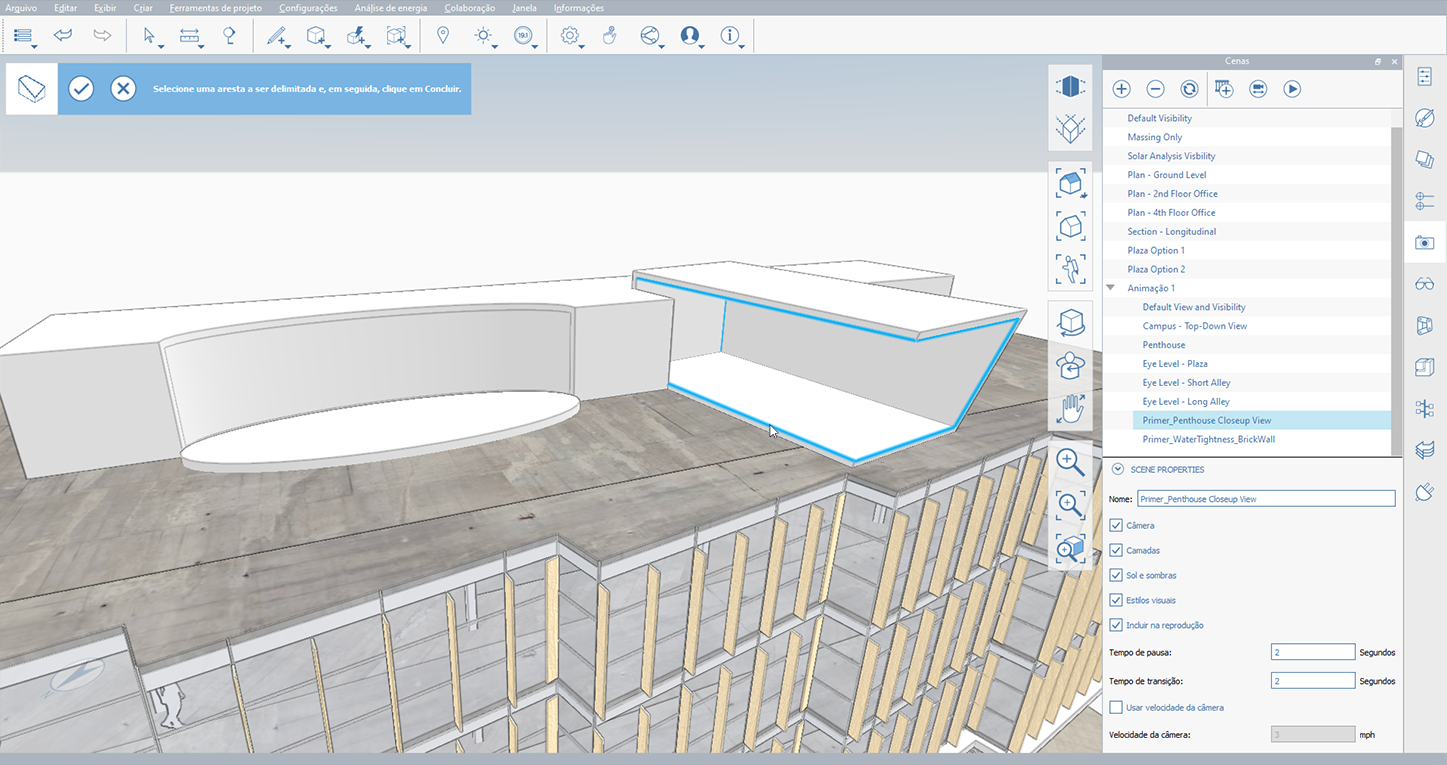 Arquivo Editar Exibir Criar Ferramentas de projeto Configurações Análise de energia Colaboração Janela Informações
19.1
Selecione uma aresta a ser delimitada e, em seguida, clique em Concluir.
Cenas
Default Visibility
Massing Only
Solar Analysis Visbility
Plan - Ground Level
Plan - 2nd Floor Office
Plan - 4th Floor Office
Section - Longitudinal
Plaza Option 1
Plaza Option 2
Animação 1
Default View and Visibility
Campus - Top-Down View
Penthouse
Eye Level - Plaza
Eye Level - Short Alley
Eye Level - Long Alley
Primer_Penthouse Closeup View
Primer_WaterTightness_BrickWall
SCENE PROPERTIES
Nome: Primer_Penthouse Closeup View
Câmera
Camadas
Sol e sombras
Estilos visuais
Incluir na reprodução
Tempo de pausa: 2 Segundos
Tempo de transição: 2 Segundos
Usar velocidade da câmera
Velocidade da câmera: 3 mph